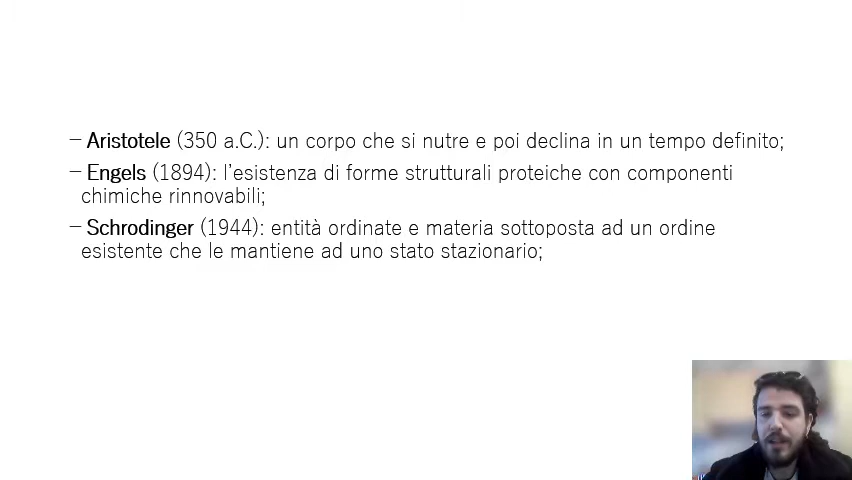 – Aristotele (350 a.C.): un corpo che si nutre e poi declina in un tempo definito;
– Engels (1894): l'esistenza di forme strutturali proteiche con componenti
chimiche rinnovabili;
– Schrodinger (1944): entità ordinate e materia sottoposta ad un ordine
esistente che le mantiene ad uno stato stazionario;